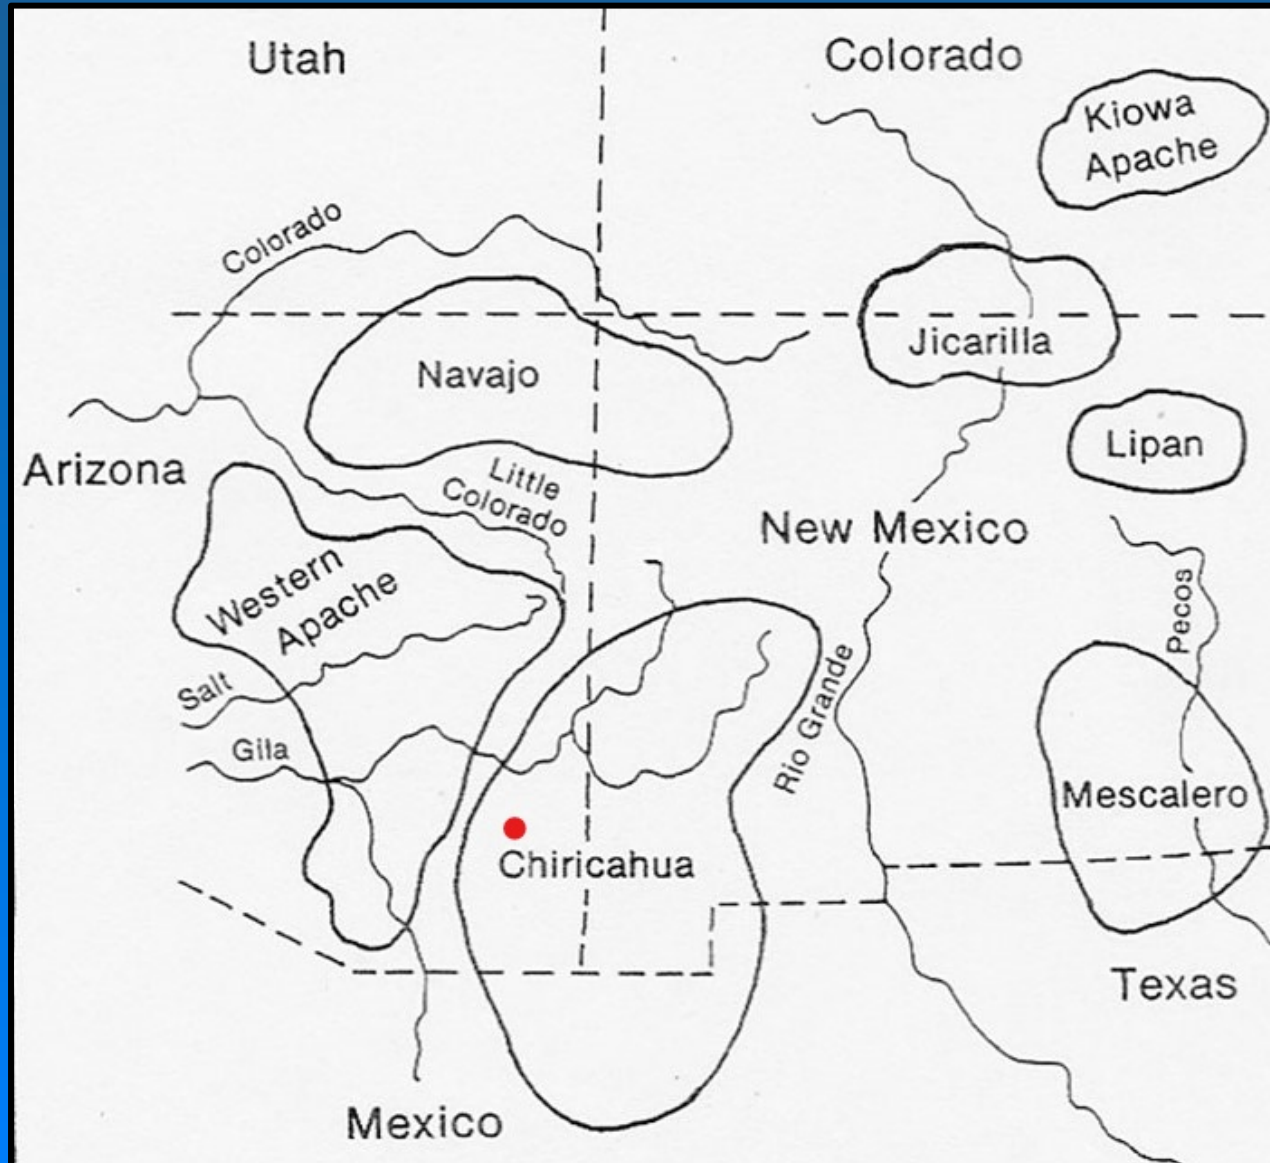 Utah
Colorado
Kiowa
Apache
Colorado
Jicarilla
Navajo
Lipan
Arizona
Little
Colorado
New Mexico
Western
Apache
Pecos
Salt
Rio Grande
Gila
Mescalero
Chiricahua
Texas
Mexico